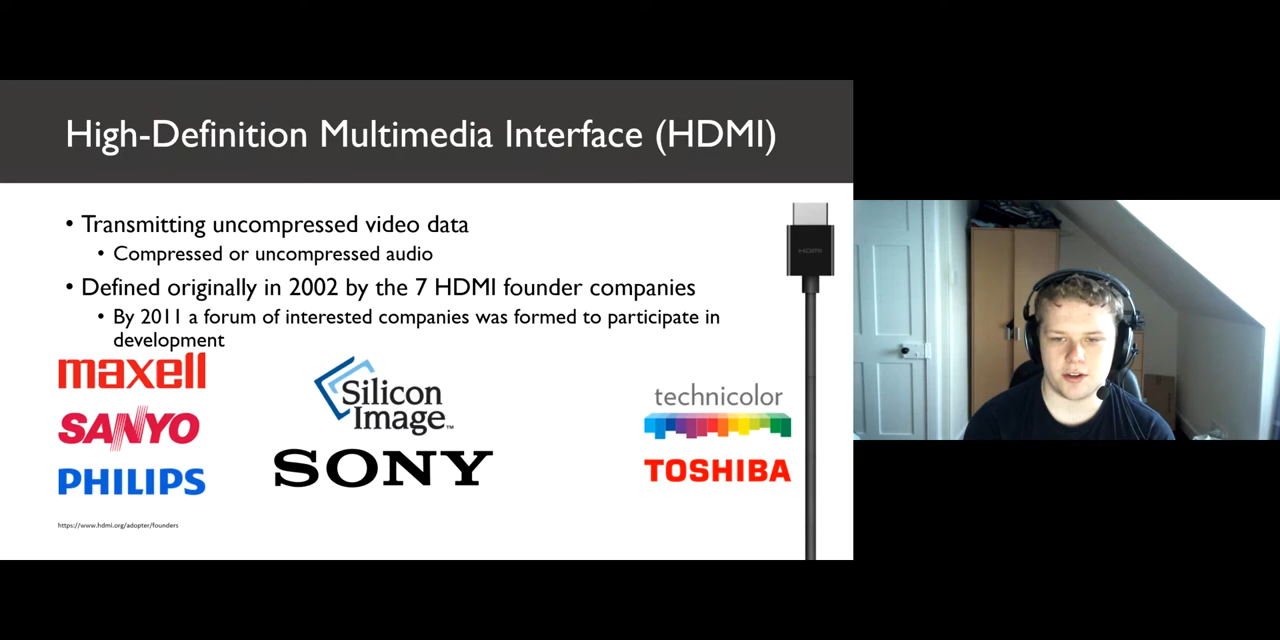 High-Definition Multimedia Interface (HDMI)
• Transmitting uncompressed video data
• Compressed or uncompressed audio
• Defined originally in 2002 by the 7 HDMI founder companies
• By 2011 a forum of interested companies was formed to participate in
development
maxell
SANYO
PHILIPS
Silicon
Image™
SONY
technicolor
TOSHIBA
HDMI
https://www.hdmi.org/adopter/founders